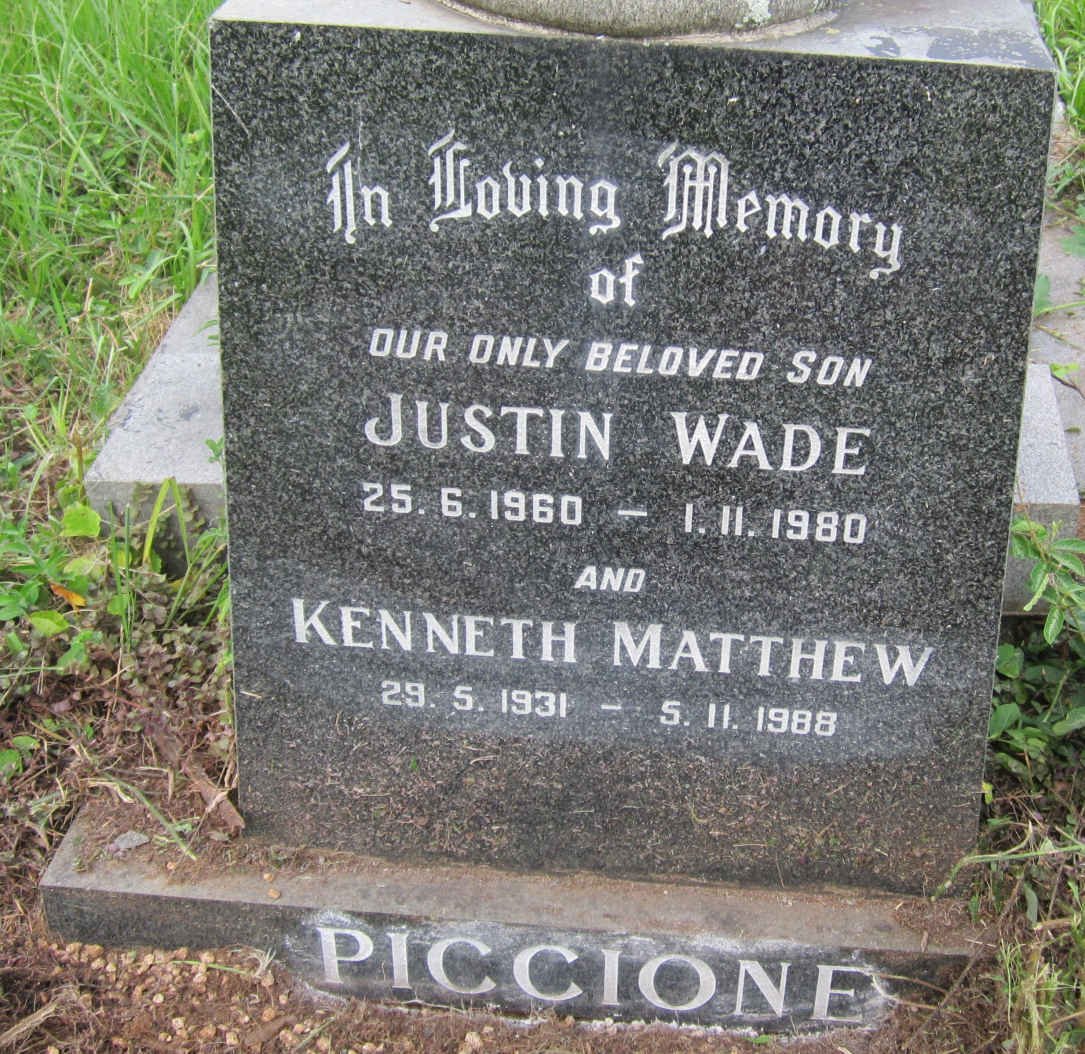 In Loving Memory
of
OUR ONLY BELOVED SON
JUSTIN WADE
25. 6. 1960 - 1. 11. 1980
AND
KENNETH MATTHEW
29. 5. 1931 - 5. 11. 1988
PICCIONE